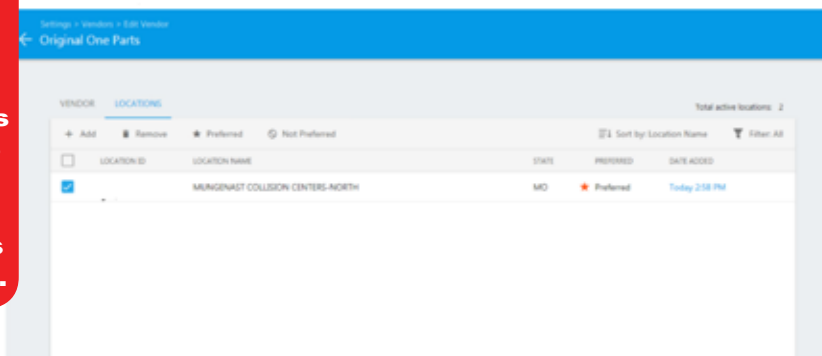 Settings > Vendors > Edit Vendor
← Original One Parts
VENDOR LOCATIONS Total active locations: 2
+ Add Remove ★ Preferred Not Preferred Sort by: Location Name Filter: All
LOCATION ID LOCATION NAME STATE PREFERRED DATE ADDED
MUNGENAST COLLISION CENTERS-NORTH MO ★ Preferred Today 2:58 PM
s
s